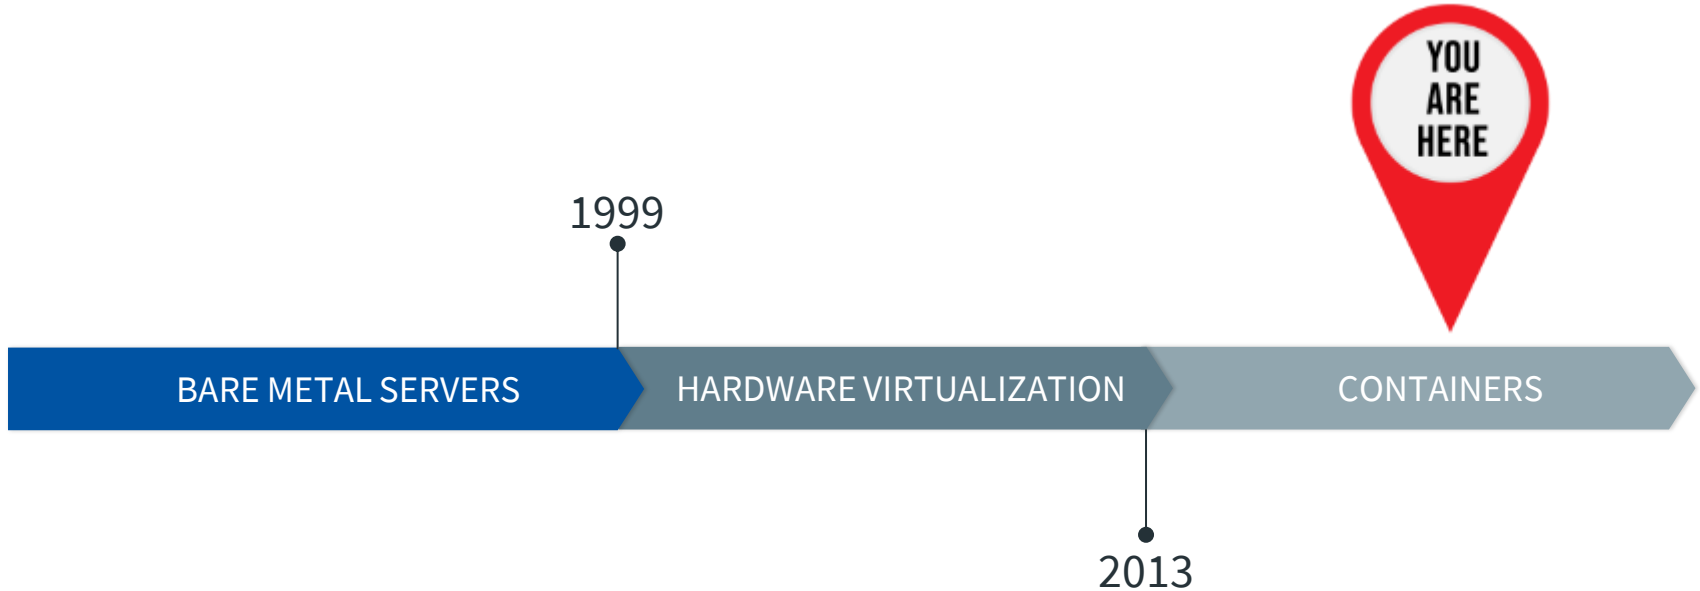 YOU
ARE
HERE
1999
BARE METAL SERVERS
HARDWARE VIRTUALIZATION
CONTAINERS
2013